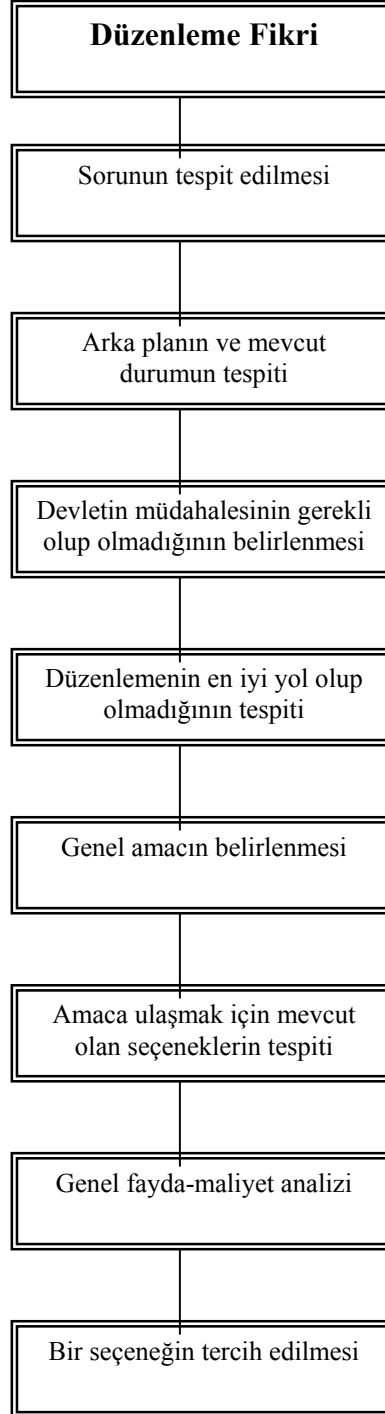 Düzenleme Fikri
Sorunun tespit edilmesi
Arka planın ve mevcut
durumun tespiti
Devletin müdahalesinin gerekli
olup olmadığının belirlenmesi
Düzenlemenin en iyi yol olup
olmadığının tespiti
Genel amacın belirlenmesi
Amaca ulaşmak için mevcut
olan seçeneklerin tespiti
Genel fayda-maliyet analizi
Bir seçeneğin tercih edilmesi